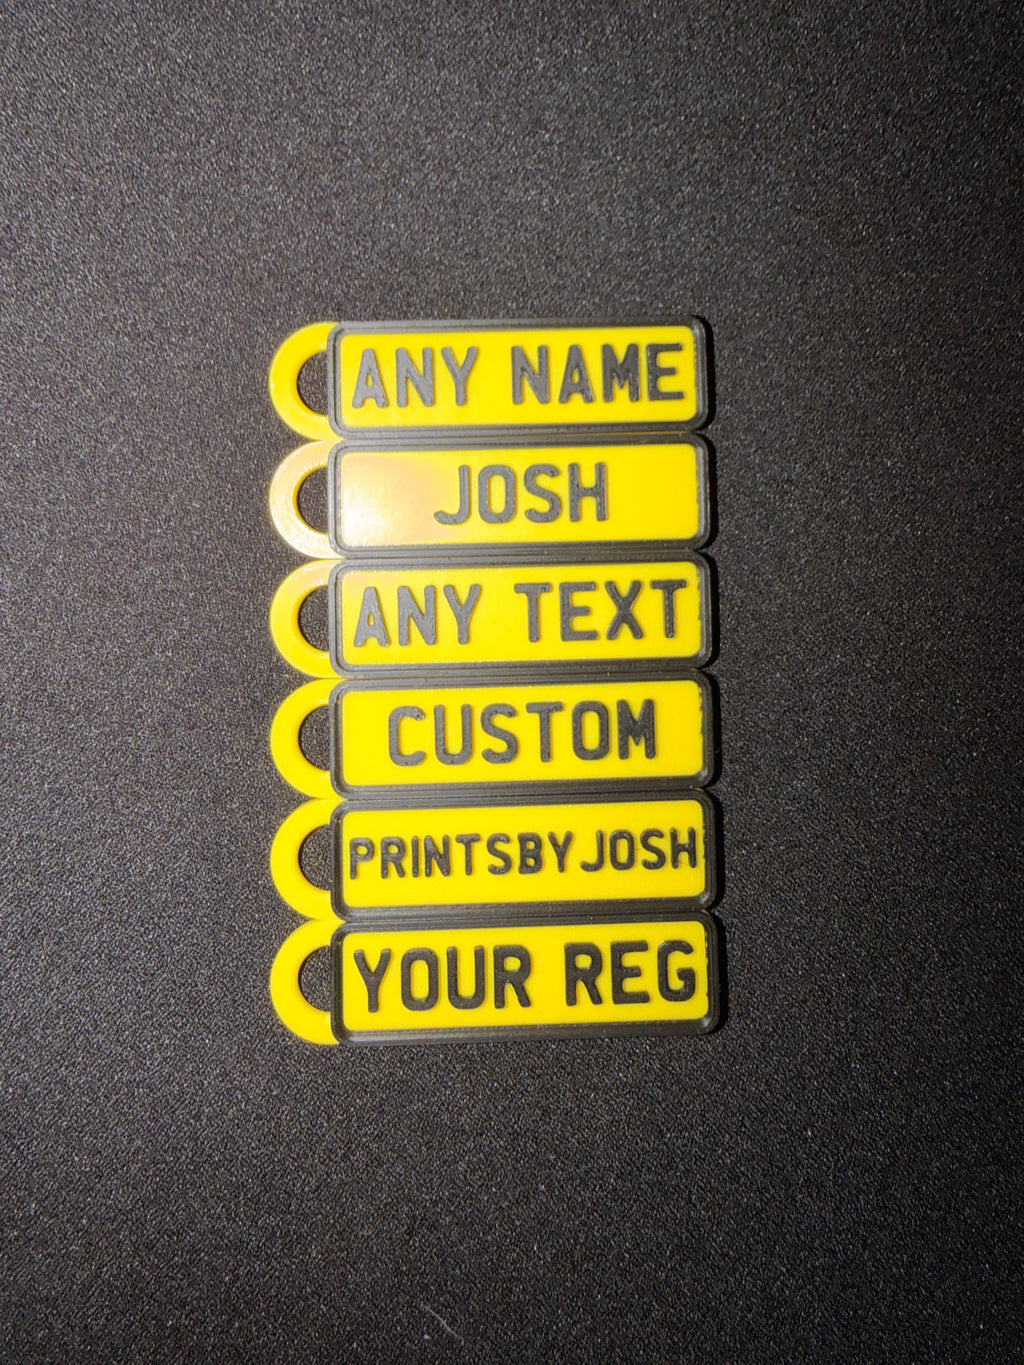 ANY NAME
JOSH
ANY TEXT
CUSTOM
PRINTSBYJOSH
YOUR REG